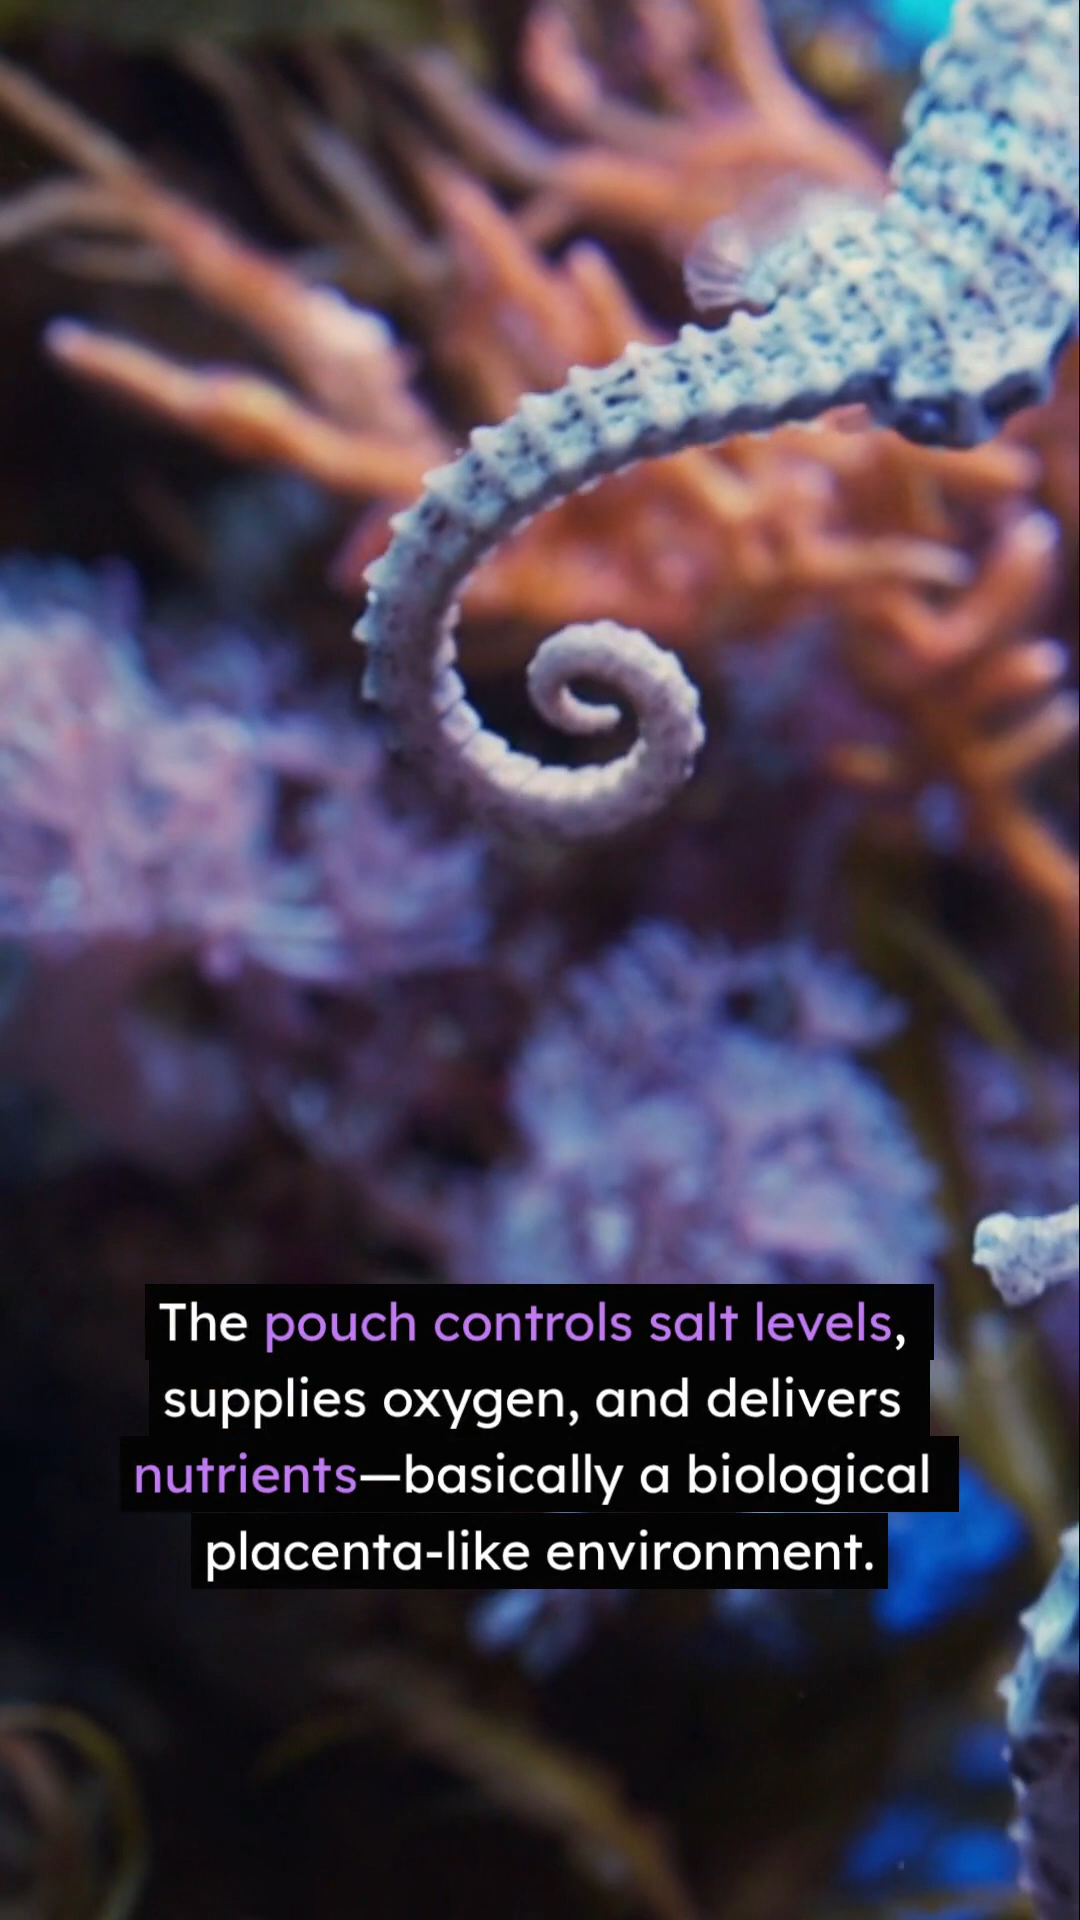 The pouch controls salt levels,
supplies oxygen, and delivers
nutrients—basically a biological
placenta-like environment.